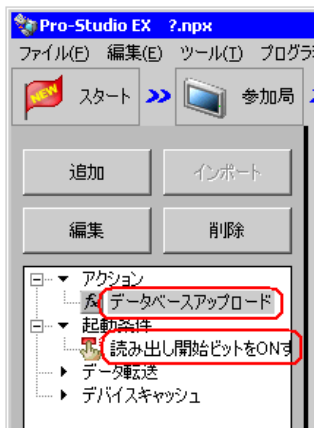 Pro-Studio EX ?.npx
ファイル(F) 編集(E) ツール(T) プログラ
NEW スタート 参加局
追加 インポート
編集 削除
アクション
fx データベースアップロード
起動条件
読み出し開始ビットをONす
データ転送
デバイスキャッシュ